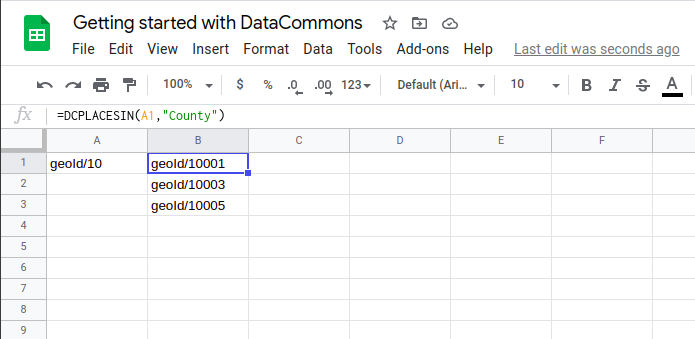 Getting started with DataCommons
File Edit View Insert Format Data Tools Add-ons Help Last edit was seconds ago
100% $ % .0 .00 123 Default (Ari... 10 B I S A
fx =DCPLACESIN(A1,"County")
A B C D E F
1 geoId/10 geoId/10001
2 geoId/10003
3 geoId/10005
4
5
6
7
8
9